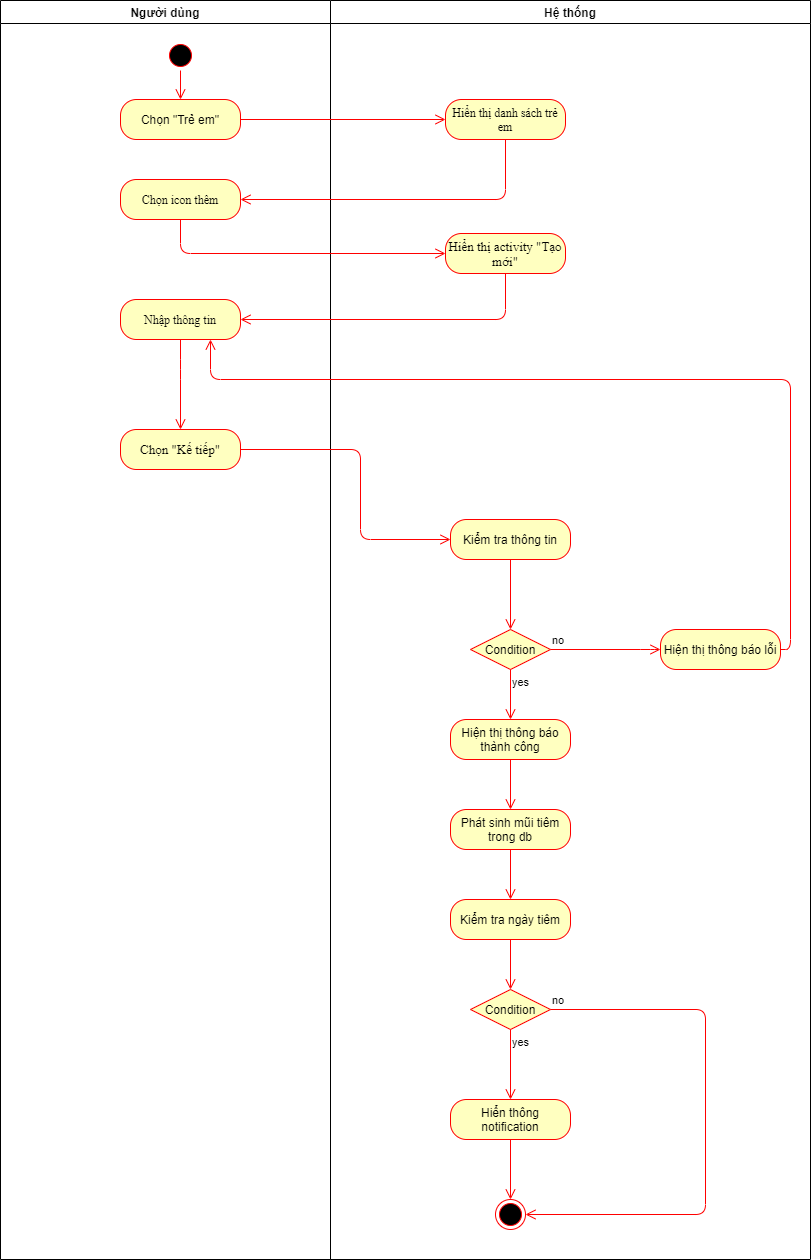 Người dùng
Hệ thống
Chọn "Trẻ em"
Hiển thị danh sách trẻ
em
Chọn icon thêm
Hiển thị activity "Tạo
mới"
Nhập thông tin
Chọn "Kế tiếp"
Kiểm tra thông tin
Condition
no
Hiện thị thông báo lỗi
yes
Hiện thị thông báo
thành công
Phát sinh mũi tiêm
trong db
Kiểm tra ngày tiêm
Condition
no
yes
Hiển thông
notification